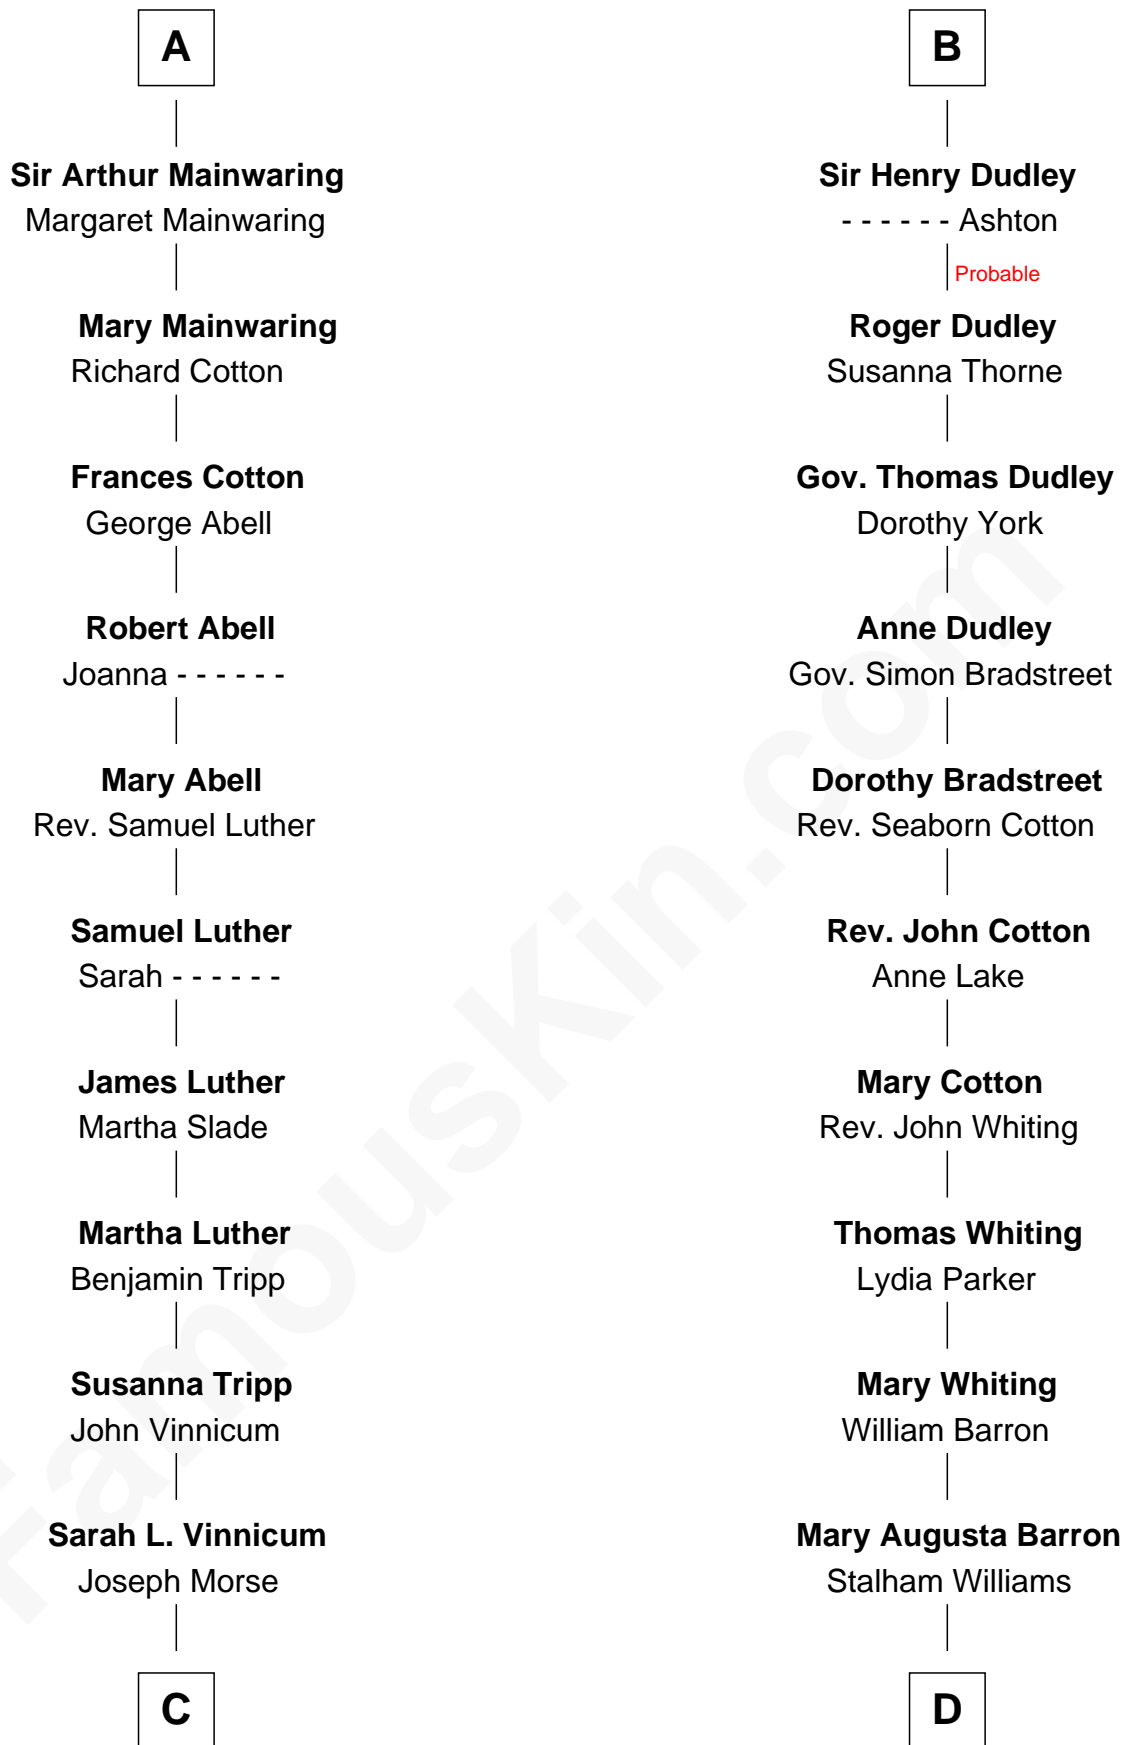 A
Sir Arthur Mainwaring
Margaret Mainwaring
Mary Mainwaring
Richard Cotton
Frances Cotton
George Abell
Robert Abell
Joanna - - - - - -
Mary Abell
Rev. Samuel Luther
Samuel Luther
Sarah - - - - - -
James Luther
Martha Slade
Martha Luther
Benjamin Tripp
Susanna Tripp
John Vinnicum
Sarah L. Vinnicum
Joseph Morse
C
B
Sir Henry Dudley
- - - - - - Ashton
Probable
Roger Dudley
Susanna Thorne
Gov. Thomas Dudley
Dorothy York
Anne Dudley
Gov. Simon Bradstreet
Dorothy Bradstreet
Rev. Seaborn Cotton
Rev. John Cotton
Anne Lake
Mary Cotton
Rev. John Whiting
Thomas Whiting
Lydia Parker
Mary Whiting
William Barron
Mary Augusta Barron
Stalham Williams
D
FamousKin.com